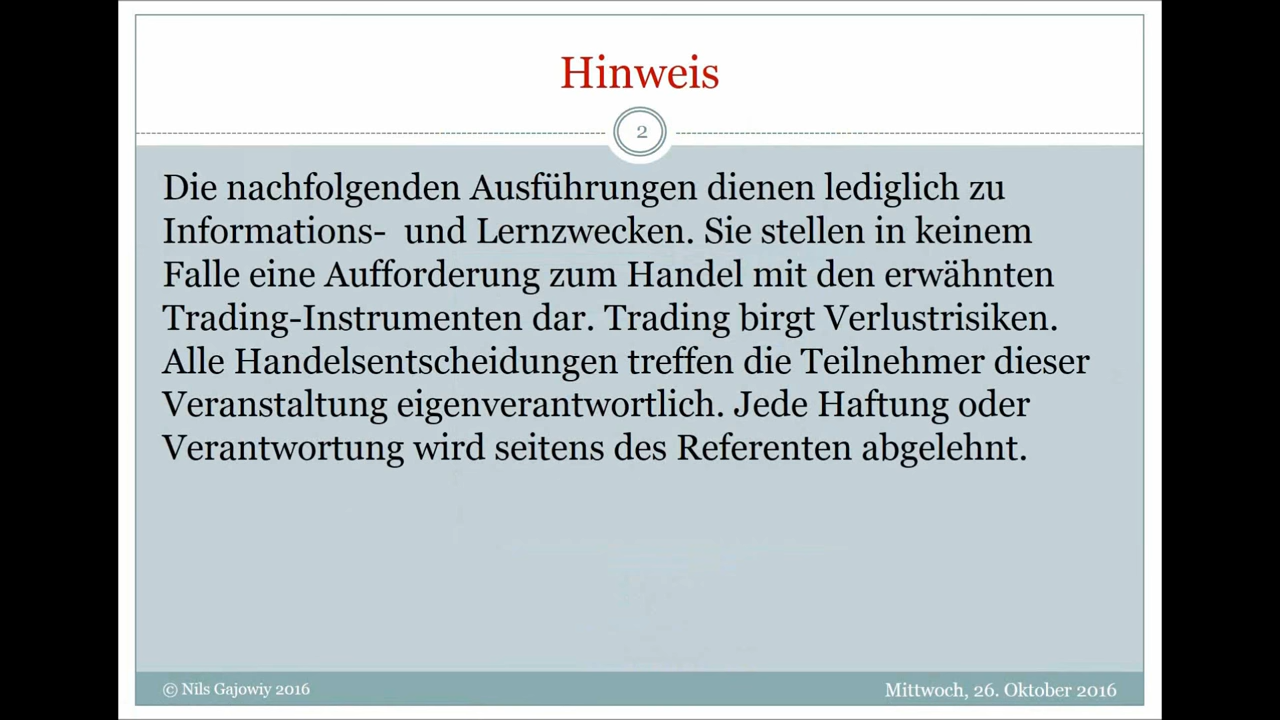 Hinweis
2
Die nachfolgenden Ausführungen dienen lediglich zu
Informations-  und Lernzwecken. Sie stellen in keinem
Falle eine Aufforderung zum Handel mit den erwähnten
Trading-Instrumenten dar. Trading birgt Verlustrisiken.
Alle Handelsentscheidungen treffen die Teilnehmer dieser
Veranstaltung eigenverantwortlich. Jede Haftung oder
Verantwortung wird seitens des Referenten abgelehnt.
© Nils Gajowiy 2016
Mittwoch, 26. Oktober 2016